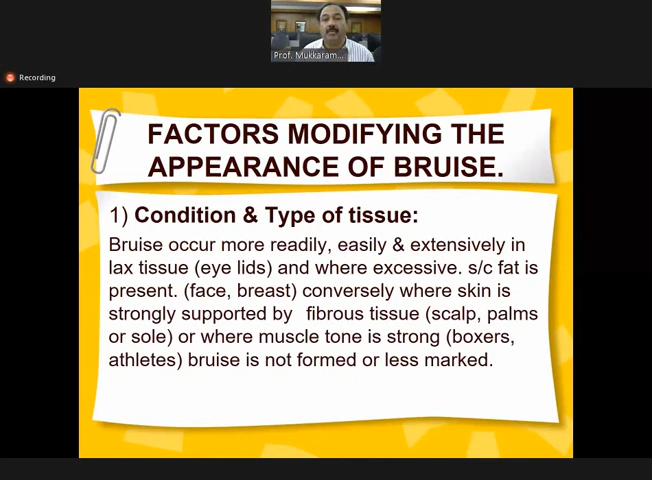 Prof. Mukkaram...
Recording
FACTORS MODIFYING THE
APPEARANCE OF BRUISE.
1) Condition & Type of tissue:
Bruise occur more readily, easily & extensively in
lax tissue (eye lids) and where excessive. s/c fat is
present. (face, breast) conversely where skin is
strongly supported by fibrous tissue (scalp, palms
or sole) or where muscle tone is strong (boxers,
athletes) bruise is not formed or less marked.